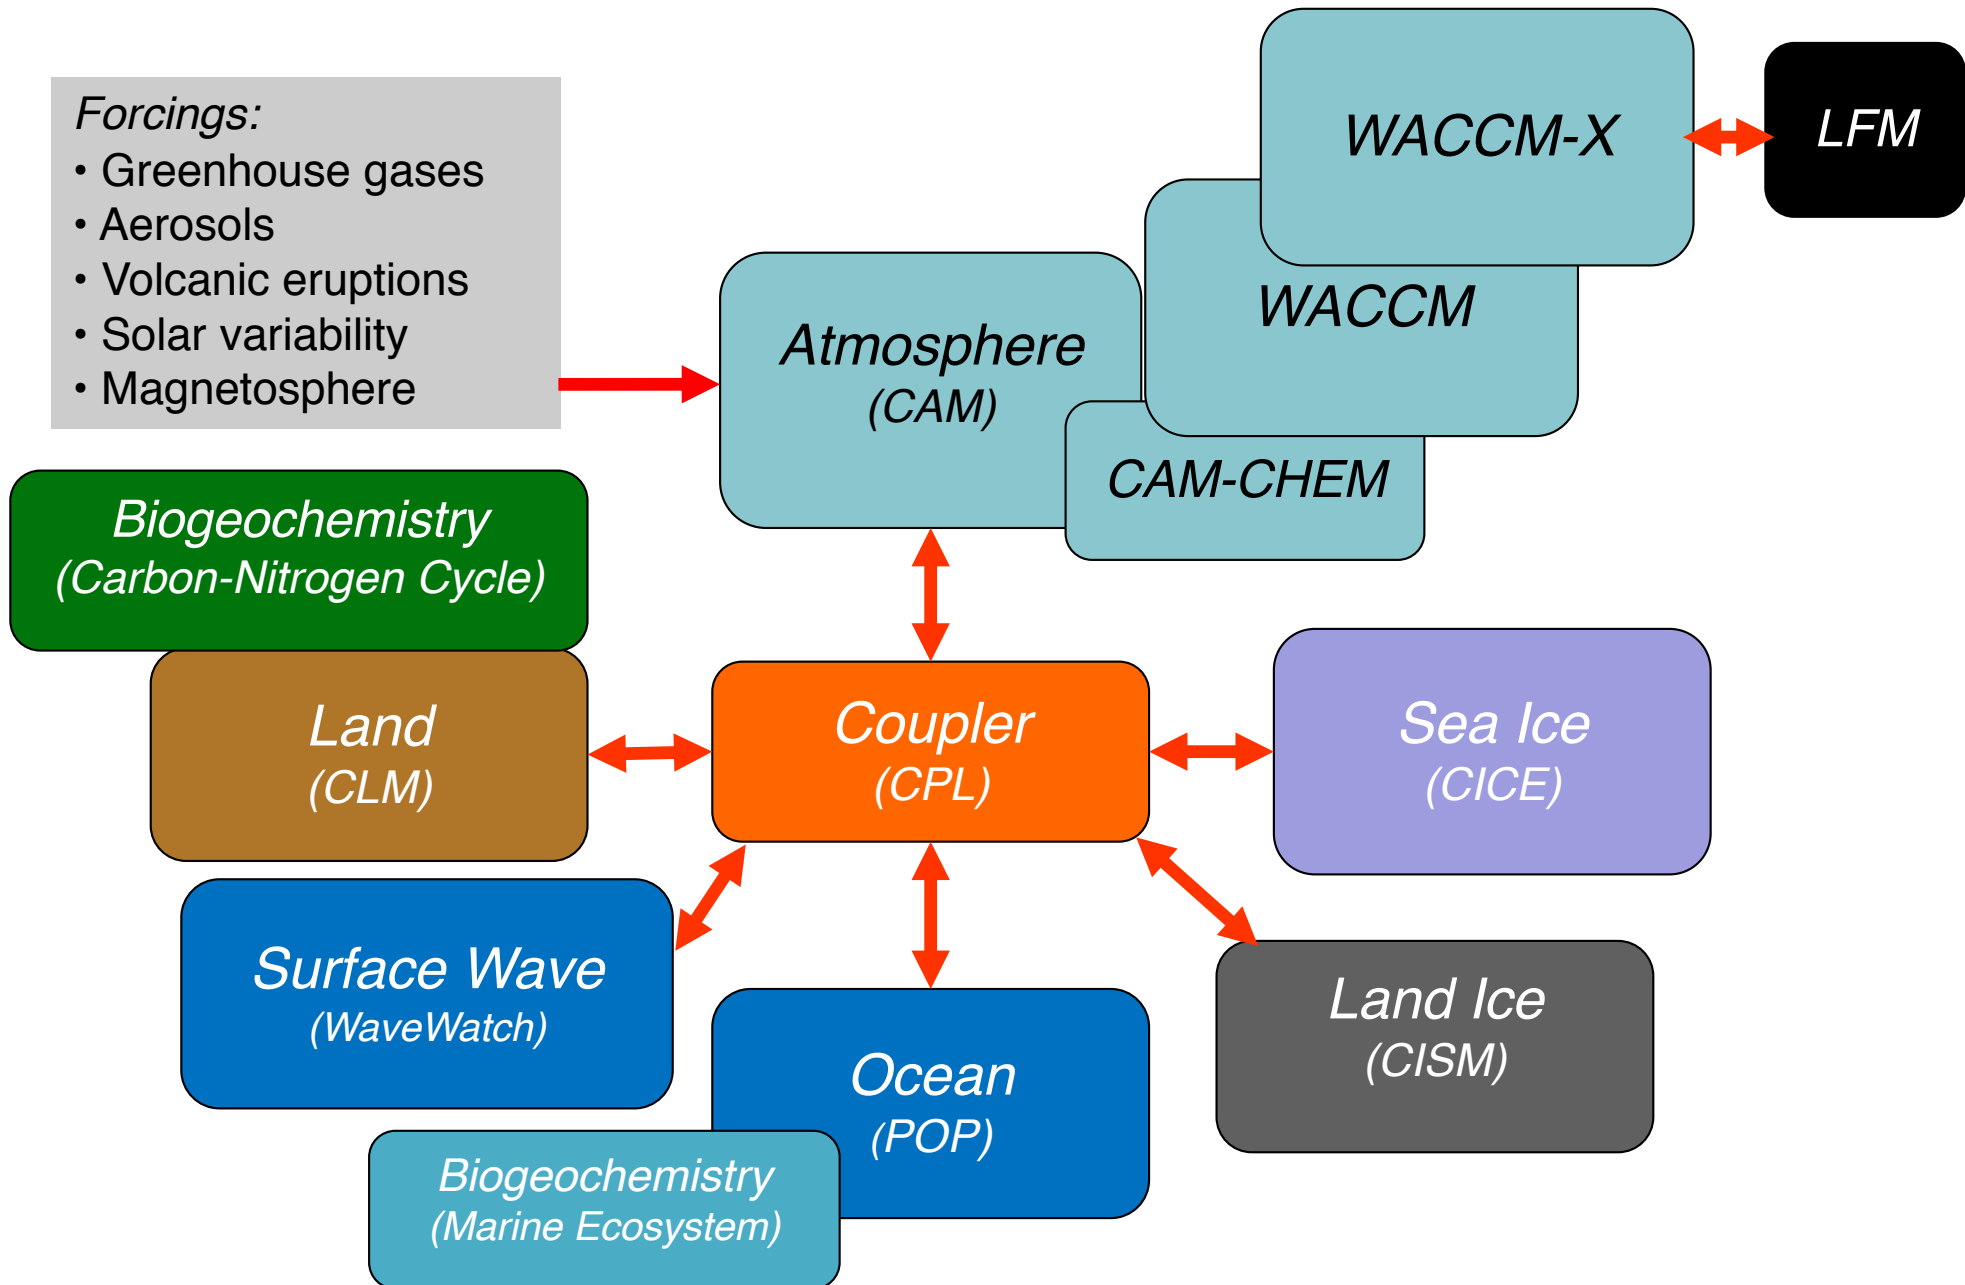 Forcings:
• Greenhouse gases
• Aerosols
• Volcanic eruptions
• Solar variability
• Magnetosphere
WACCM-X
LFM
WACCM
Atmosphere
(CAM)
CAM-CHEM
Biogeochemistry
(Carbon-Nitrogen Cycle)
Land
(CLM)
Coupler
(CPL)
Sea Ice
(CICE)
Surface Wave
(WaveWatch)
Ocean
(POP)
Land Ice
(CISM)
Biogeochemistry
(Marine Ecosystem)